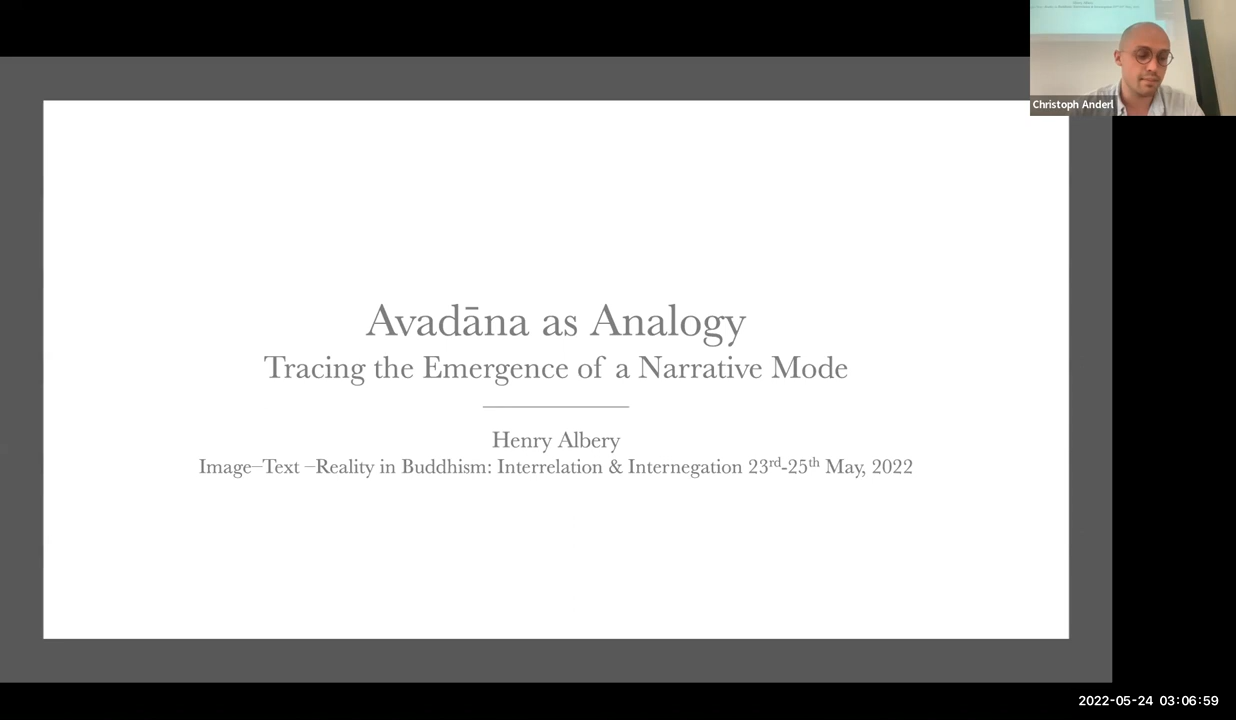 Christoph Anderl
Avadāna as Analogy
Tracing the Emergence of a Narrative Mode
Henry Albery
Image–Text –Reality in Buddhism: Interrelation & Internegation 23rd-25th May, 2022
2022-05-24 03:06:59